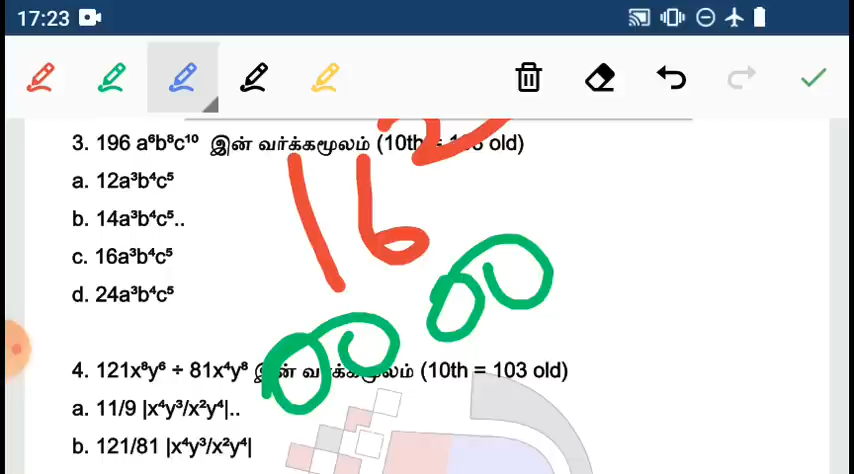 17:23
3. 196 a⁶b⁸c¹⁰ இன் வர்க்கமூலம் (10th = old)
a. 12a³b⁴c⁵
b. 14a³b⁴c⁵..
c. 16a³b⁴c⁵
d. 24a³b⁴c⁵
16
4. 121x⁸y⁶ ÷ 81x⁴y⁸ இன் வர்க்கமூலம் (10th = 103 old)
a. 11/9 |x⁴y³/x²y⁴|..
b. 121/81 |x⁴y³/x²y⁴|